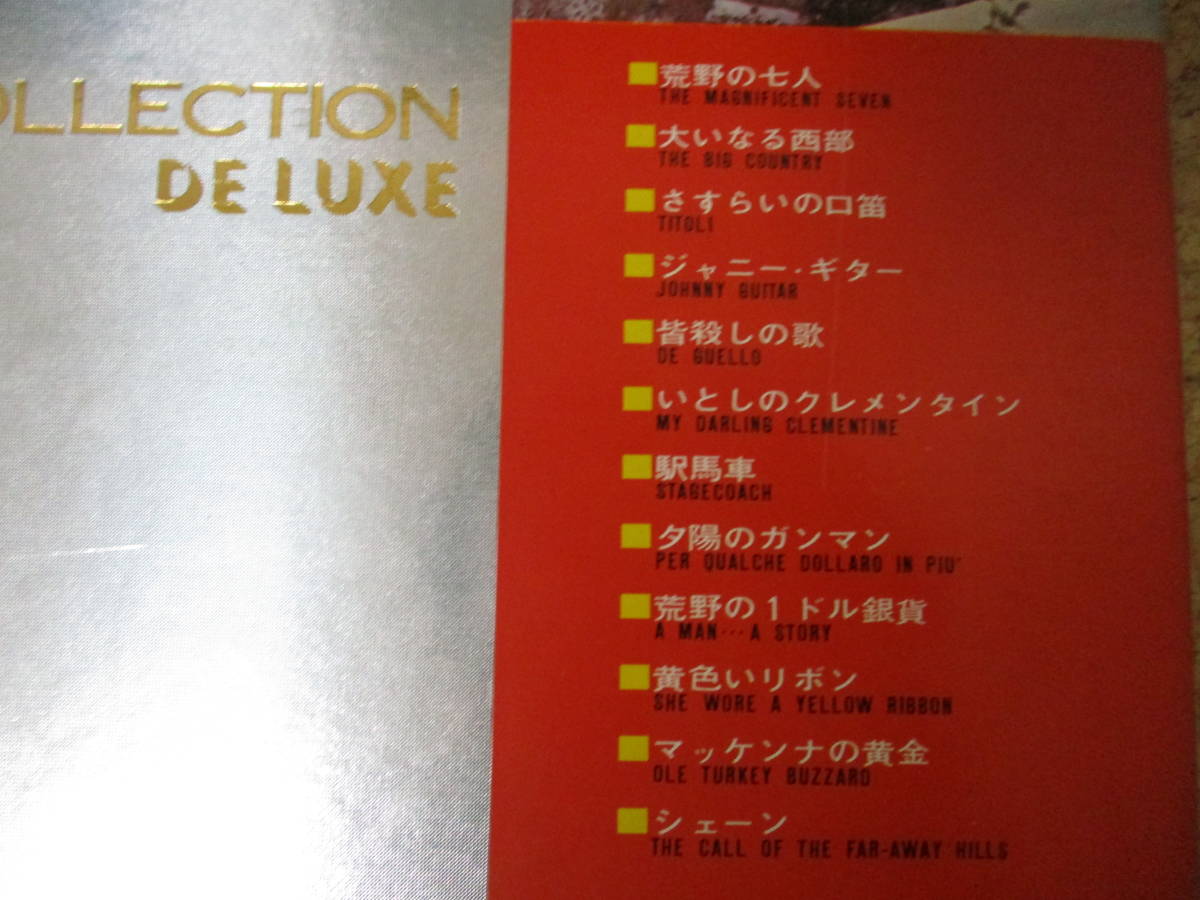 OLLECTION
DE LUXE
■荒野の七人
THE MAGNIFICENT SEVEN
■大いなる西部
THE BIG COUNTRY
■さすらいの口笛
TITOLI
■ジャニー・ギター
JOHNNY GUITAR
■皆殺しの歌
DE GUELLO
■いとしのクレメンタイン
MY DARLING CLEMENTINE
■駅馬車
STAGECOACH
■夕陽のガンマン
PER QUALCHE DOLLARO IN PIU'
■荒野の1ドル銀貨
A MAN…A STORY
■黄色いリボン
SHE WORE A YELLOW RIBBON
■マッケンナの黄金
OLE TURKEY BUZZARD
■シェーン
THE CALL OF THE FAR-AWAY HILLS